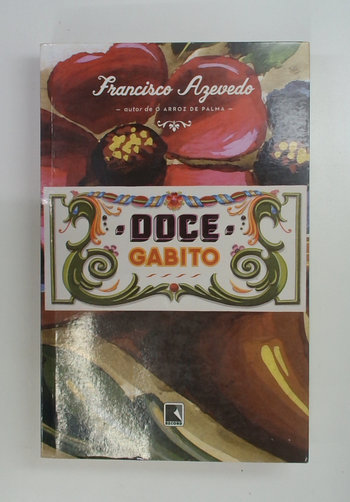 Francisco Azevedo
— autor de O ARROZ DE PALMA —
DOCE
GABITO